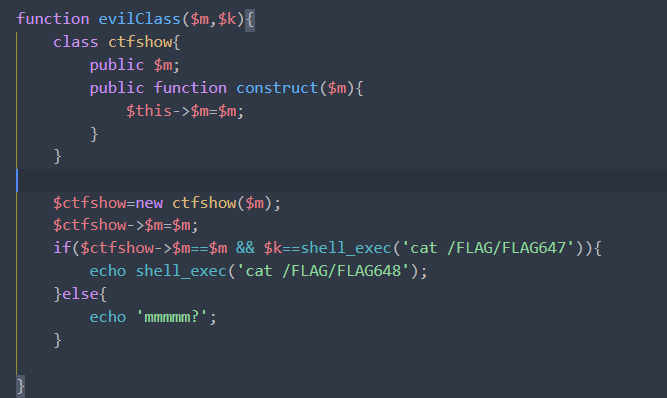 function evilClass($m,$k){
    class ctfshow{
        public $m;
        public function construct($m){
            $this->$m=$m;
        }
    }
    $ctfshow=new ctfshow($m);
    $ctfshow->$m=$m;
    if($ctfshow->$m==$m && $k==shell_exec('cat /FLAG/FLAG647')){
        echo shell_exec('cat /FLAG/FLAG648');
    }else{
        echo 'mmmmm?';
    }
}